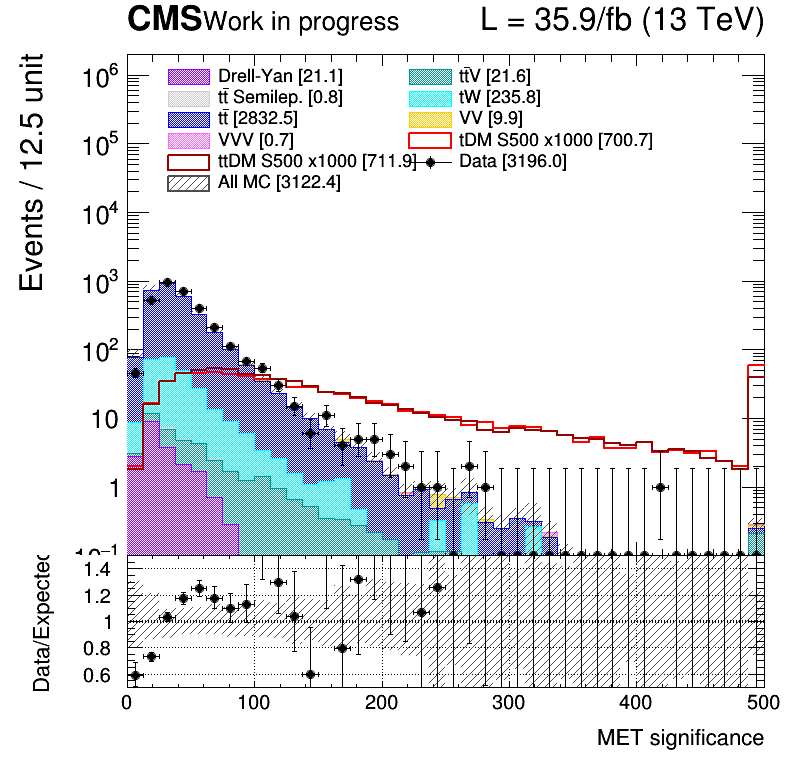 CMS Work in progress L = 35.9/fb (13 TeV)
Events / 12.5 unit
10⁶
10⁵
10⁴
10³
10²
10
1
10⁻¹
Drell-Yan [21.1] tt̄V [21.6]
tt̄ Semilep. [0.8] tW [235.8]
tt̄ [2832.5] VV [9.9]
VVV [0.7] tDM S500 x1000 [700.7]
ttDM S500 x1000 [711.9] Data [3196.0]
All MC [3122.4]
Data/Expected
1.4
1.2
1
0.8
0.6
0 100 200 300 400 500
MET significance